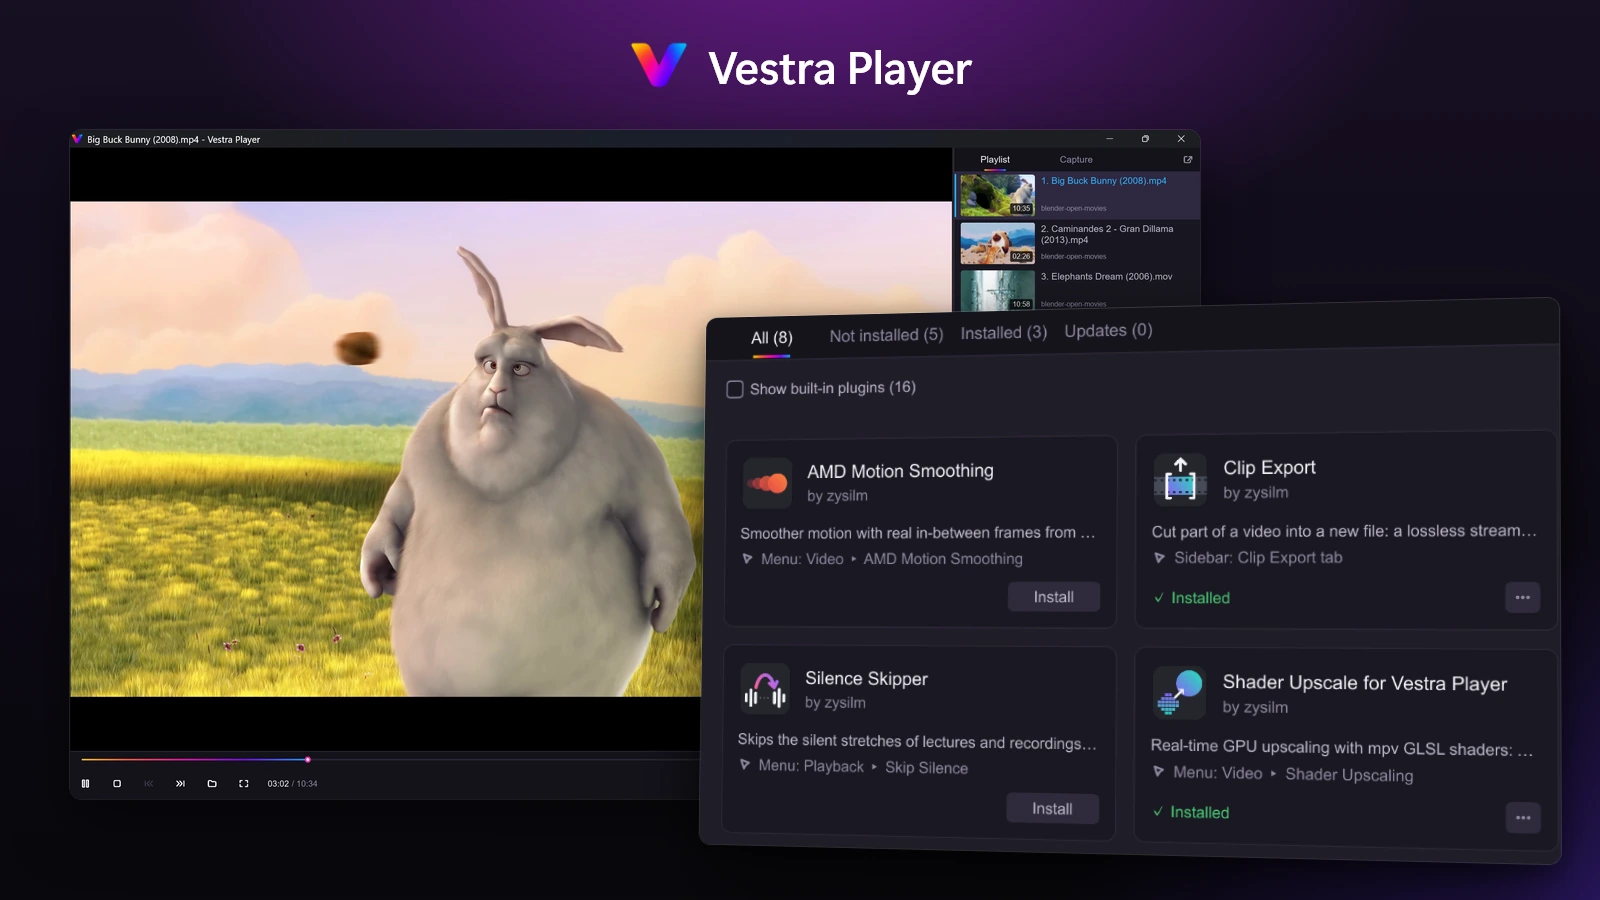 Vestra Player
Big Buck Bunny (2008).mp4 - Vestra Player
Playlist
Capture
10:35
1. Big Buck Bunny (2008).mp4
blender-open-movies
02:26
2. Caminandes 2 - Gran Dillama
(2013).mp4
blender-open-movies
10:58
3. Elephants Dream (2006).mov
blender-open-movies
All (8)
Not installed (5)
Installed (3)
Updates (0)
Show built-in plugins (16)
AMD Motion Smoothing
by zysilm
Smoother motion with real in-between frames from ...
Menu: Video ‣ AMD Motion Smoothing
Install
Clip Export
by zysilm
Cut part of a video into a new file: a lossless stream...
Sidebar: Clip Export tab
✓ Installed
Silence Skipper
by zysilm
Skips the silent stretches of lectures and recordings...
Menu: Playback ‣ Skip Silence
Install
Shader Upscale for Vestra Player
by zysilm
Real-time GPU upscaling with mpv GLSL shaders: ...
Menu: Video ‣ Shader Upscaling
✓ Installed
03:02 / 10:34